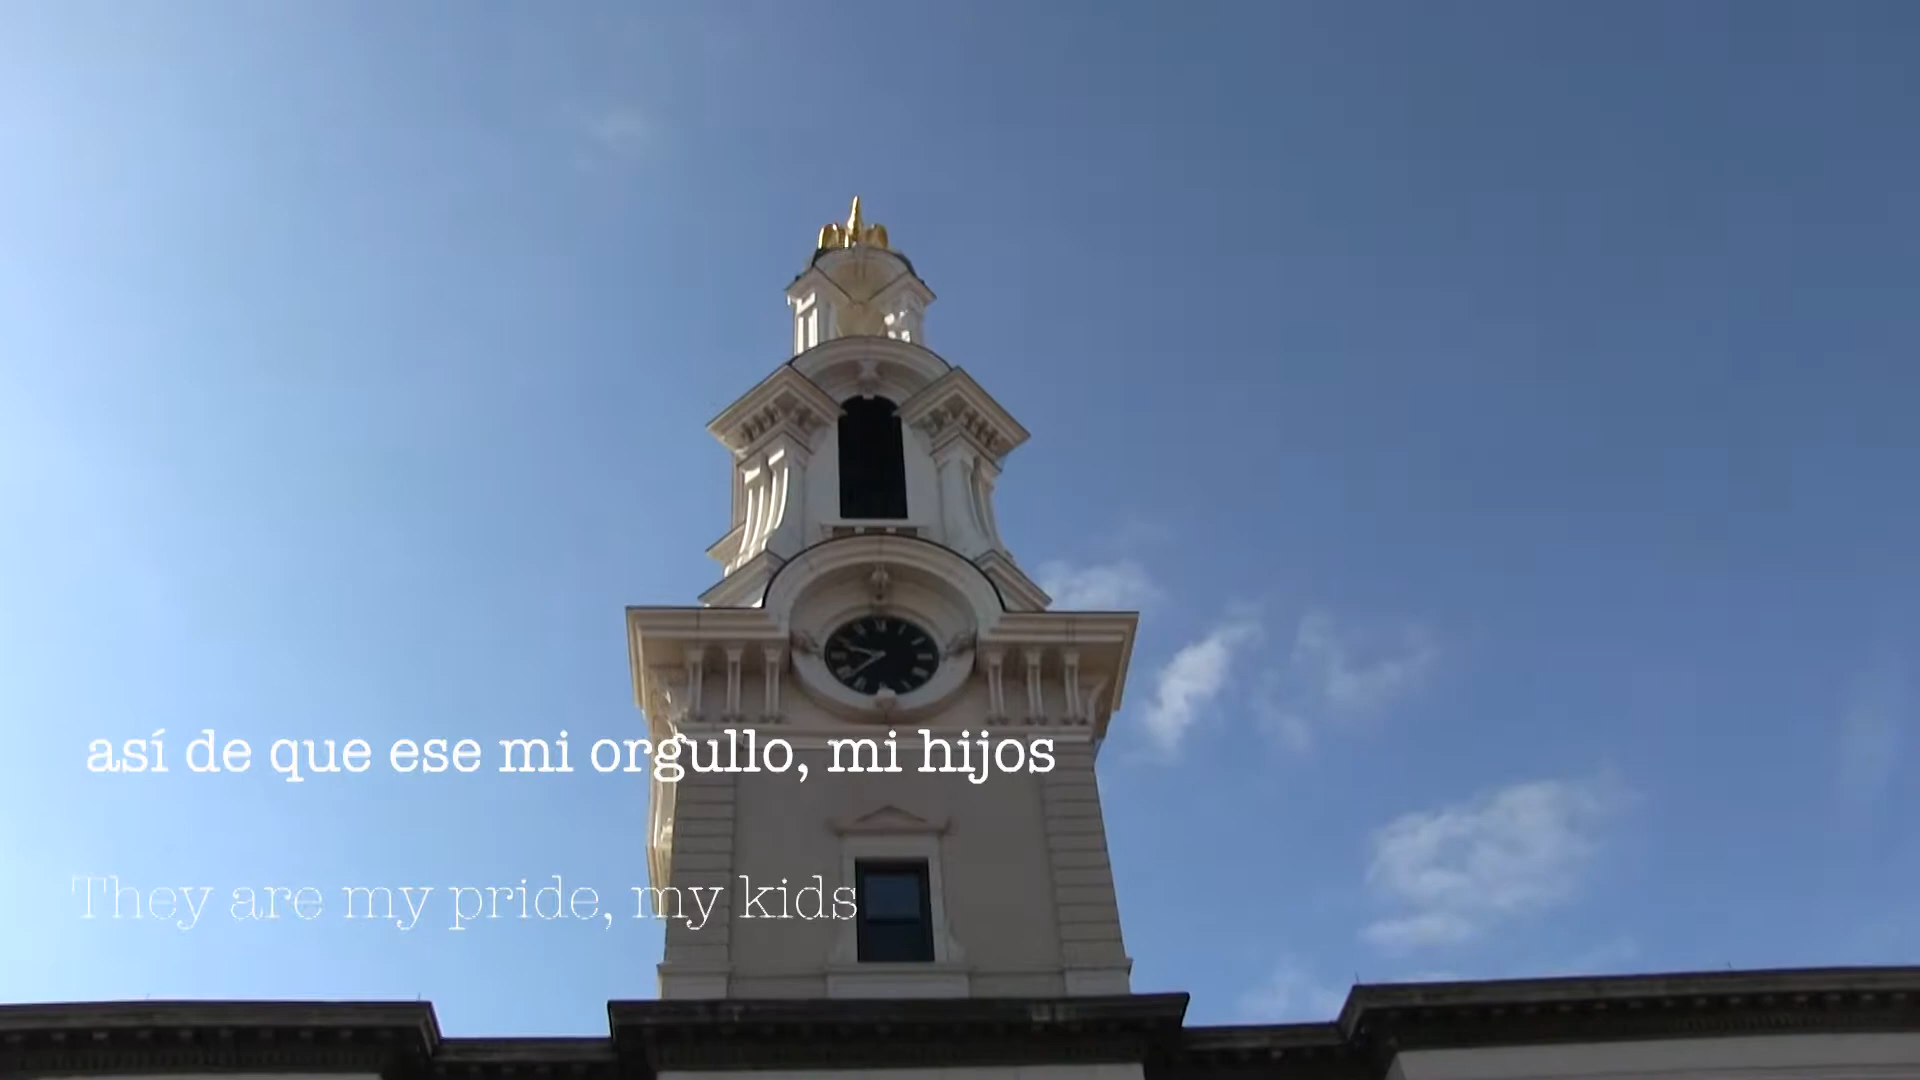 así de que ese mi orgullo, mi hijos
They are my pride, my kids